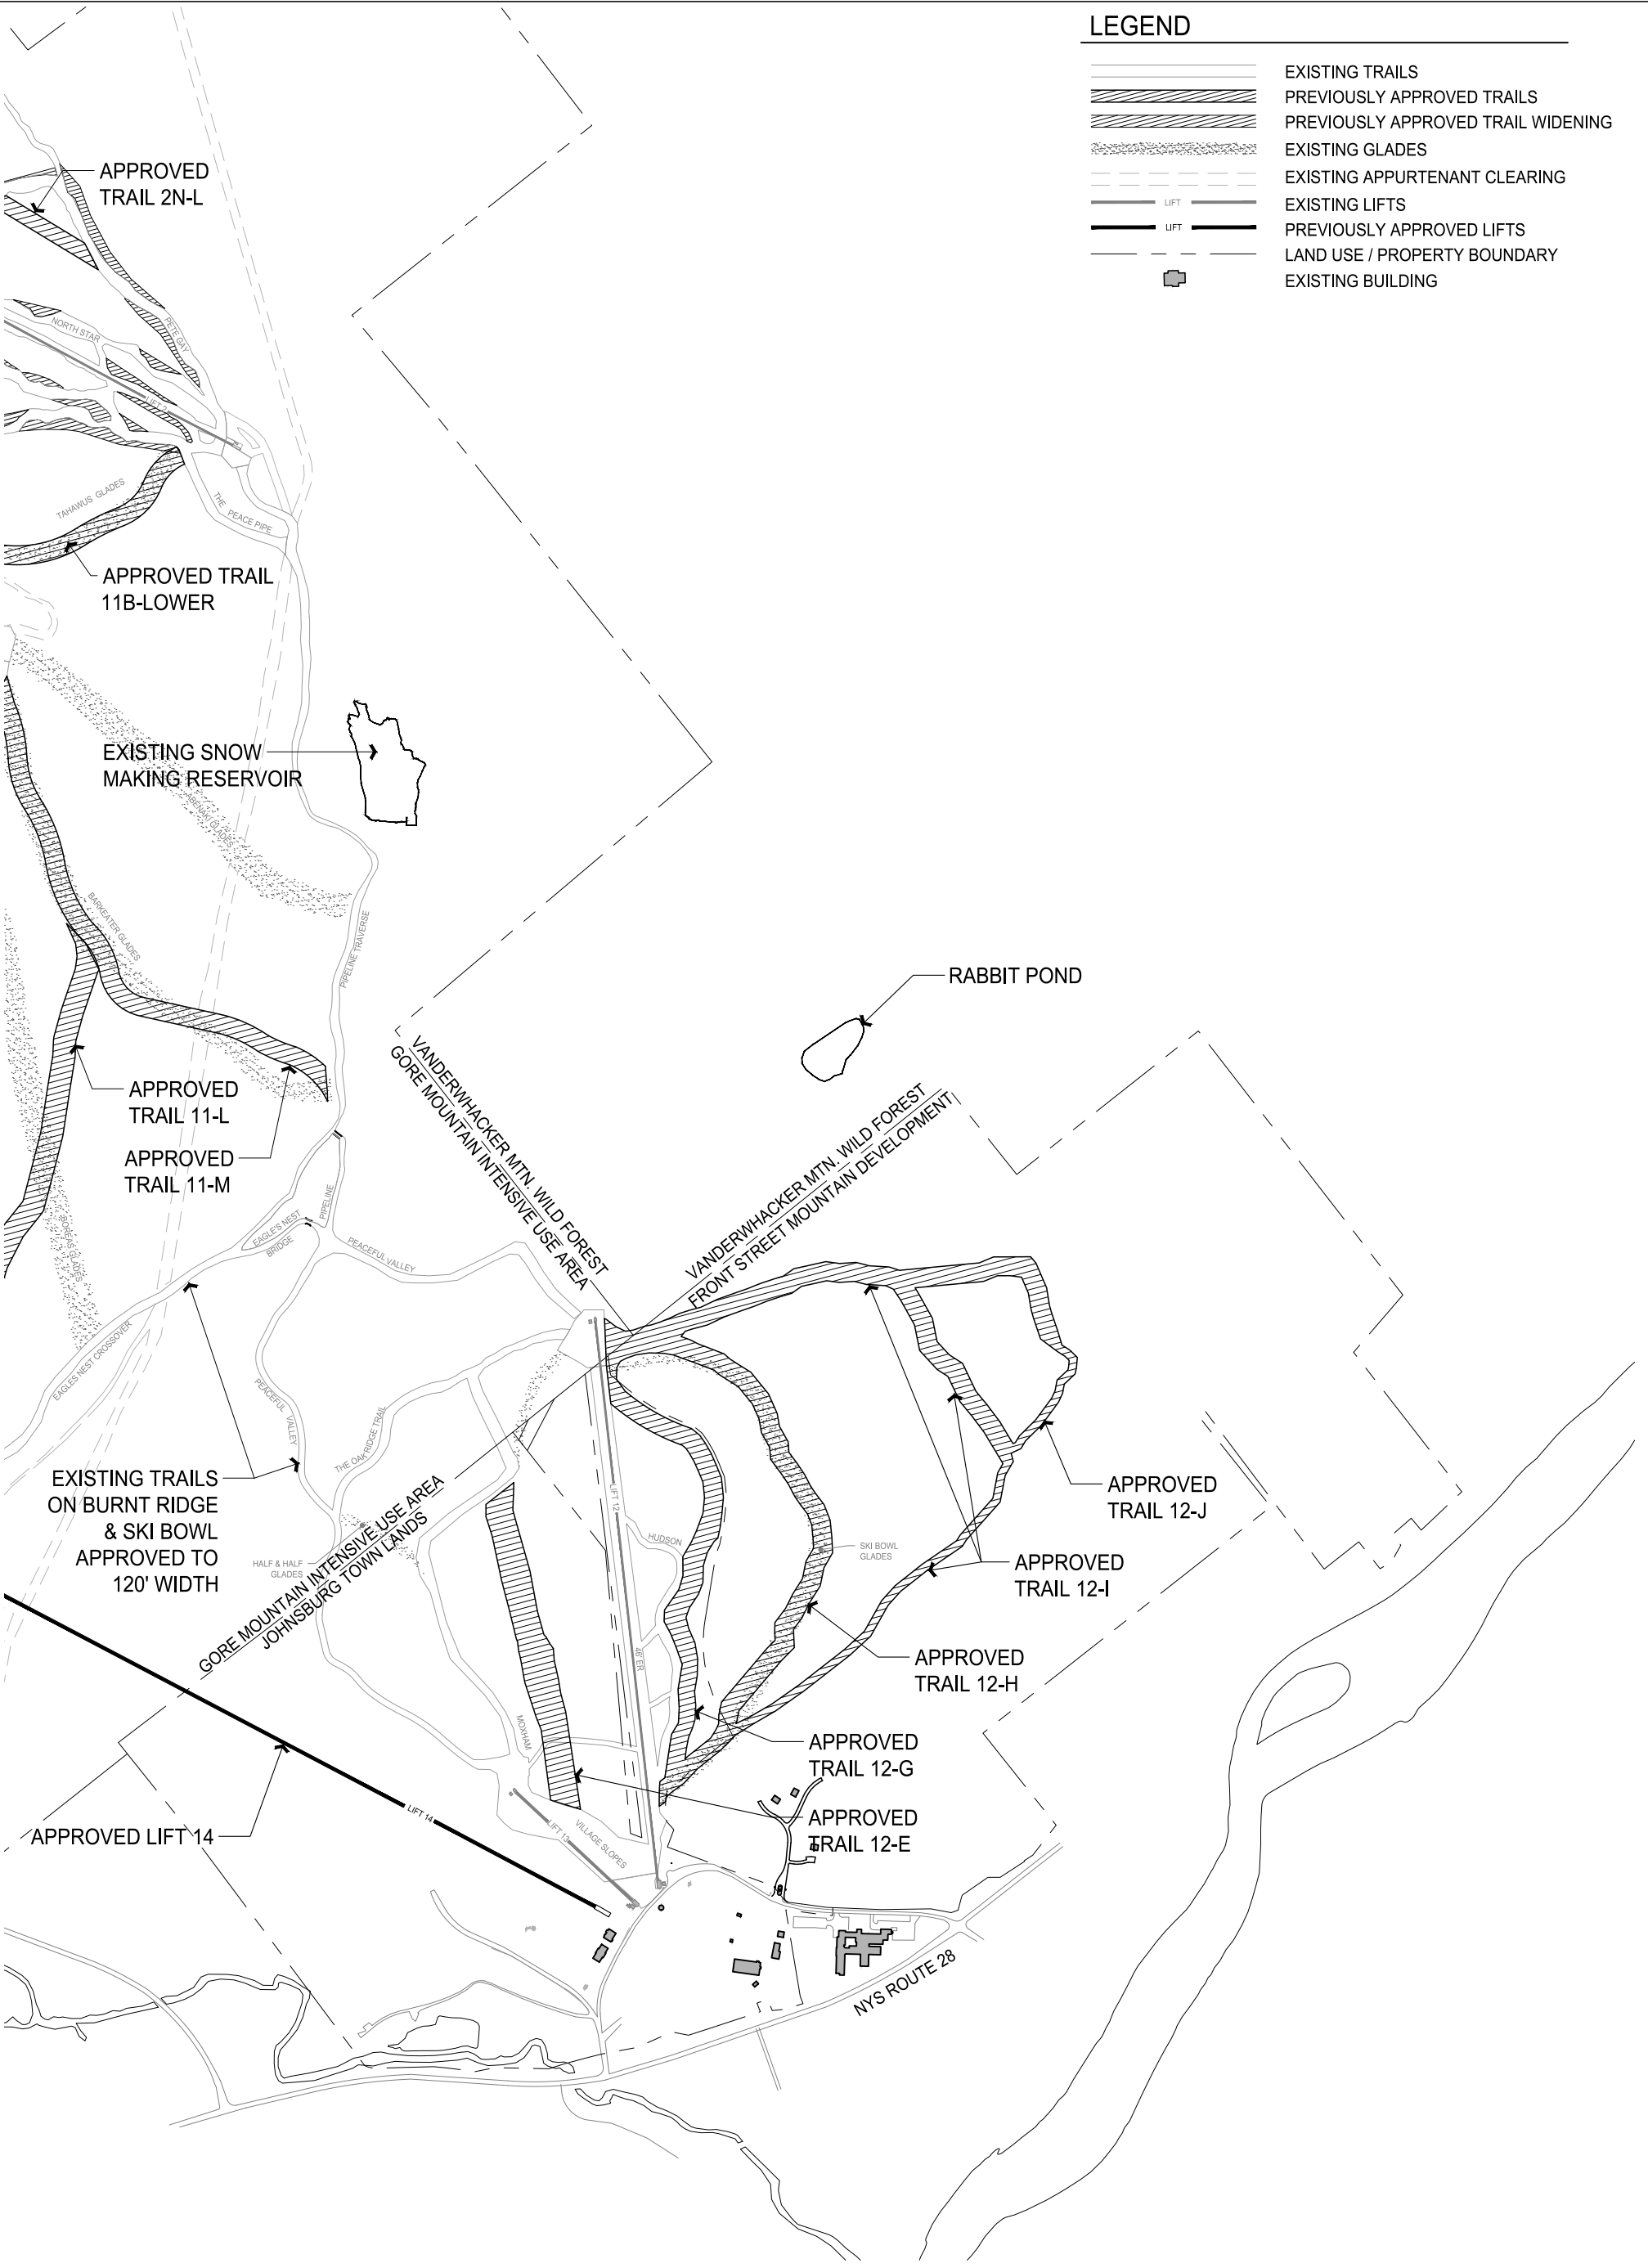 LEGEND
EXISTING TRAILS
PREVIOUSLY APPROVED TRAILS
PREVIOUSLY APPROVED TRAIL WIDENING
EXISTING GLADES
EXISTING APPURTENANT CLEARING
LIFT
EXISTING LIFTS
LIFT
PREVIOUSLY APPROVED LIFTS
LAND USE / PROPERTY BOUNDARY
EXISTING BUILDING
APPROVED
TRAIL 2N-L
NORTH STAR
PETE GAY
LIFT 2
TAHAWUS GLADES
THE
PEACE PIPE
APPROVED TRAIL
11B-LOWER
EXISTING SNOW
MAKING RESERVOIR
ABENAKI GLADES
BARKEATER GLADES
PIPELINE TRAVERSE
RABBIT POND
APPROVED
TRAIL 11-L
APPROVED
TRAIL 11-M
VANDERWHACKER MTN. WILD FOREST
GORE MOUNTAIN INTENSIVE USE AREA
VANDERWHACKER MTN. WILD FOREST
FRONT STREET MOUNTAIN DEVELOPMENT
BOREAS GLADES
EAGLE'S NEST
BRIDGE
PIPELINE
PEACEFUL VALLEY
EAGLES NEST CROSSOVER
PEACEFUL VALLEY
THE OAK RIDGE TRAIL
EXISTING TRAILS
ON BURNT RIDGE
& SKI BOWL
APPROVED TO
120' WIDTH
HALF & HALF
GLADES
GORE MOUNTAIN INTENSIVE USE AREA
JOHNSBURG TOWN LANDS
LIFT 12
HUDSON
SKI BOWL
GLADES
46'ER
MOXHAM
APPROVED
TRAIL 12-J
APPROVED
TRAIL 12-I
APPROVED
TRAIL 12-H
APPROVED
TRAIL 12-G
APPROVED
TRAIL 12-E
APPROVED LIFT 14
LIFT 14
LIFT 13
VILLAGE SLOPES
NYS ROUTE 28